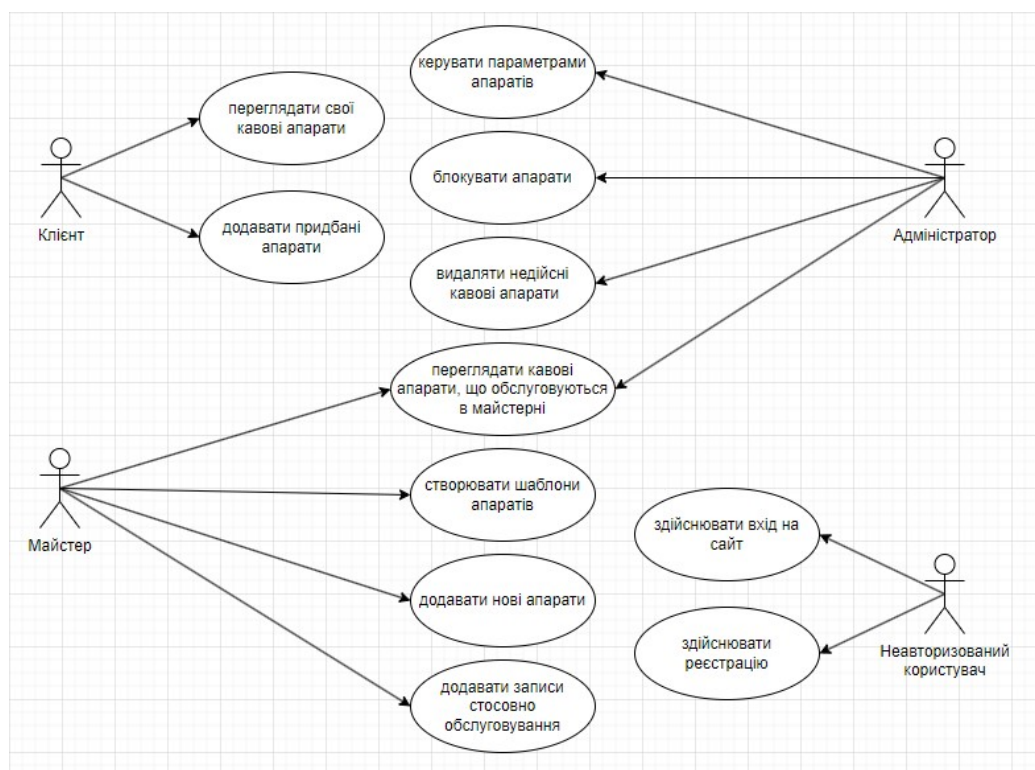 керувати параметрами
апаратів
переглядати свої
кавові апарати
блокувати апарати
Клієнт
Адміністратор
додавати придбані
апарати
видаляти недійсні
кавові апарати
переглядати кавові
апарати, що обслуговуються
в майстерні
створювати шаблони
апаратів
здійснювати вхід на
сайт
Майстер
додавати нові апарати
здійснювати
реєстрацію
Неавторизований
користувач
додавати записи
стосовно
обслуговування